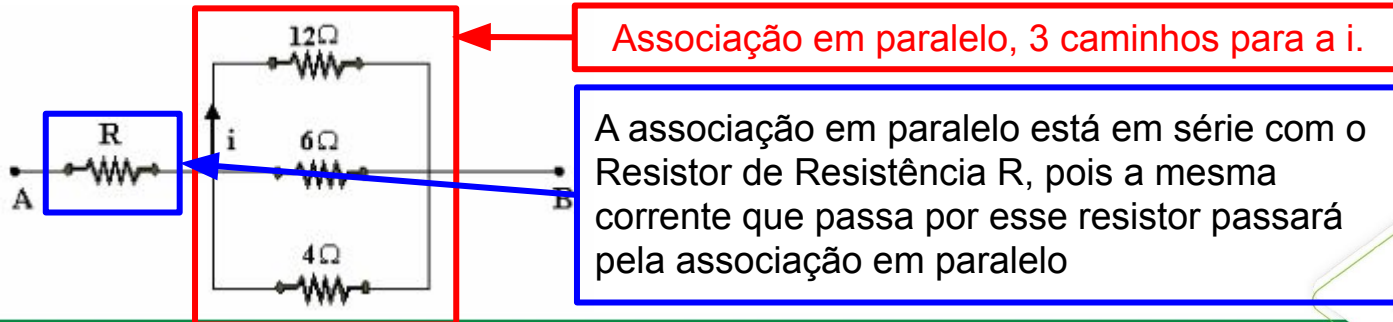 12Ω
Associação em paralelo, 3 caminhos para a i.
R
i
6Ω
A
B
4Ω
A associação em paralelo está em série com o
Resistor de Resistência R, pois a mesma
corrente que passa por esse resistor passará
pela associação em paralelo